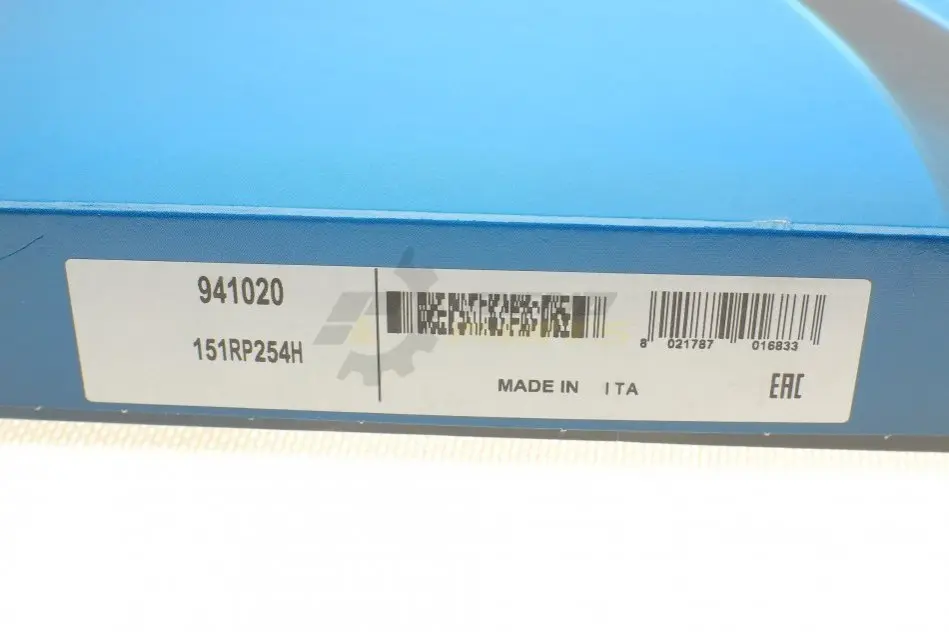 941020
151RP254H
8 021787 016833
MADE IN ITA
EAC